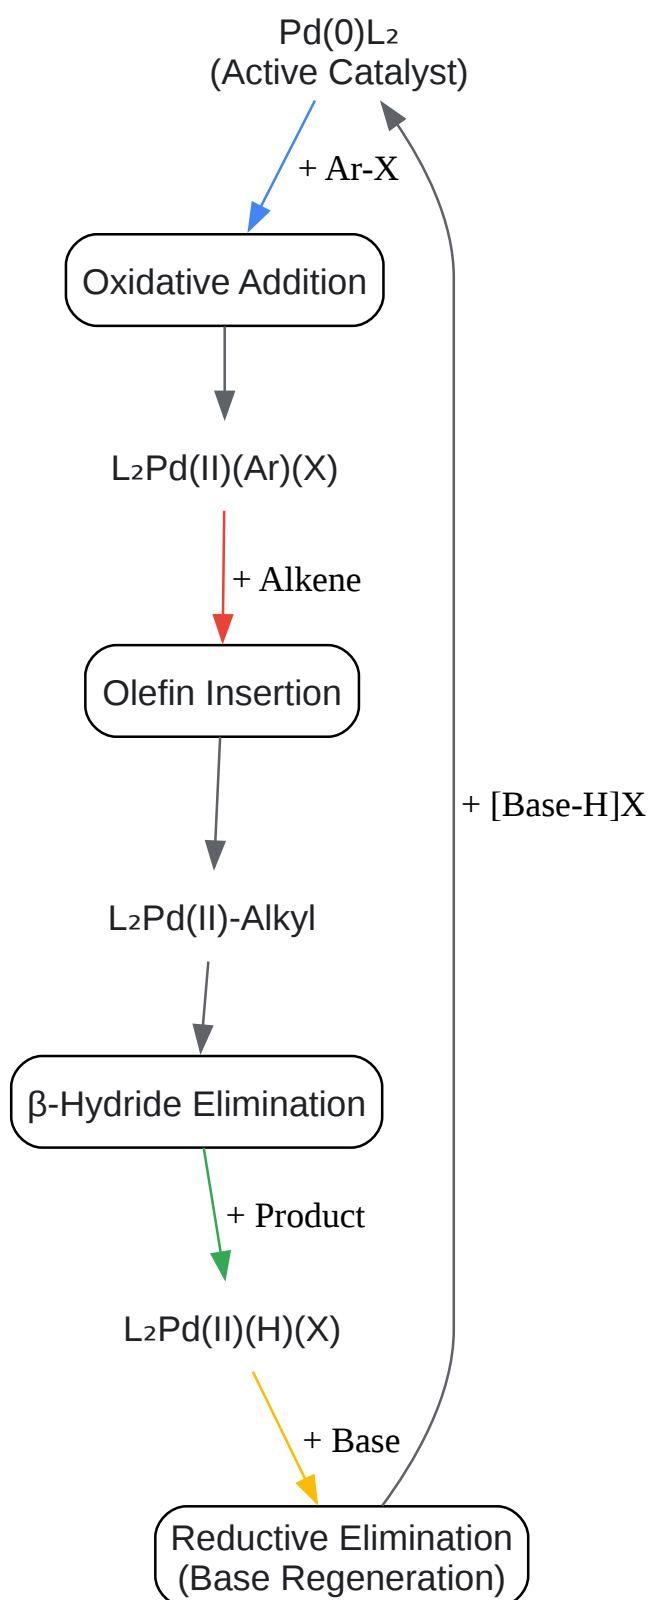 Pd(0)L₂
(Active Catalyst)
+ Ar-X
Oxidative Addition
L₂Pd(II)(Ar)(X)
+ Alkene
Olefin Insertion
+ [Base-H]X
L₂Pd(II)-Alkyl
β-Hydride Elimination
+ Product
L₂Pd(II)(H)(X)
+ Base
Reductive Elimination
(Base Regeneration)